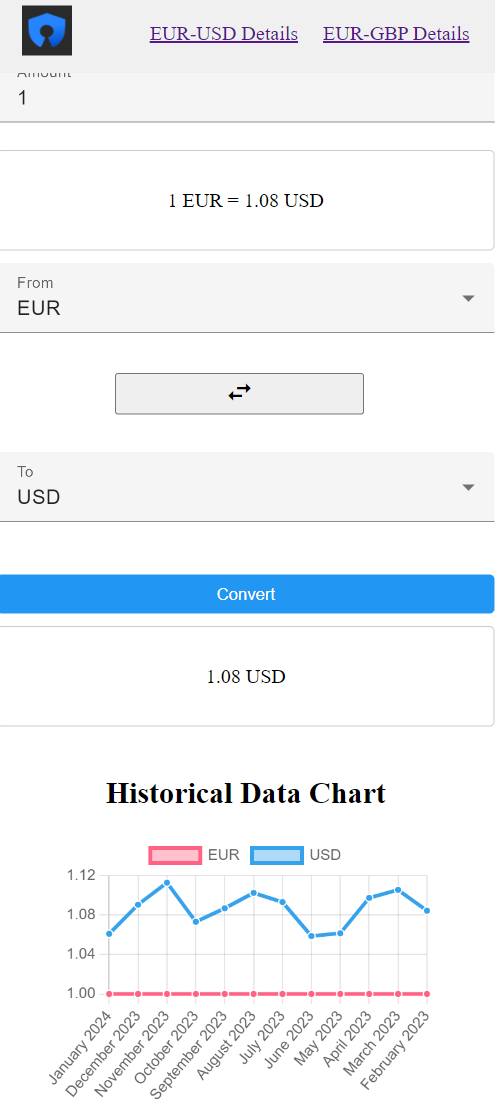 EUR-USD Details EUR-GBP Details
Amount
1
1 EUR = 1.08 USD
From
EUR
To
USD
Convert
1.08 USD
Historical Data Chart
EUR USD
1.12
1.08
1.04
1.00
January 2024
December 2023
November 2023
October 2023
September 2023
August 2023
July 2023
June 2023
May 2023
April 2023
March 2023
February 2023